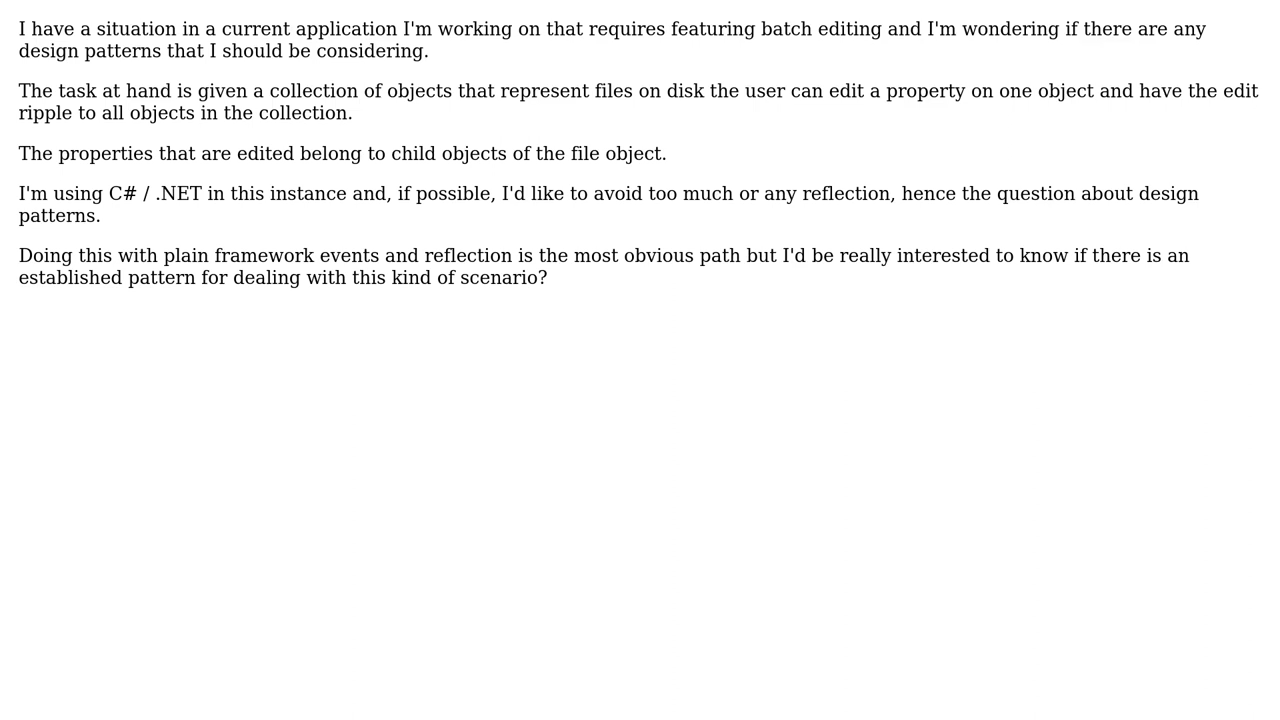 I have a situation in a current application I'm working on that requires featuring batch editing and I'm wondering if there are any
design patterns that I should be considering.
The task at hand is given a collection of objects that represent files on disk the user can edit a property on one object and have the edit
ripple to all objects in the collection.
The properties that are edited belong to child objects of the file object.
I'm using C# / .NET in this instance and, if possible, I'd like to avoid too much or any reflection, hence the question about design
patterns.
Doing this with plain framework events and reflection is the most obvious path but I'd be really interested to know if there is an
established pattern for dealing with this kind of scenario?